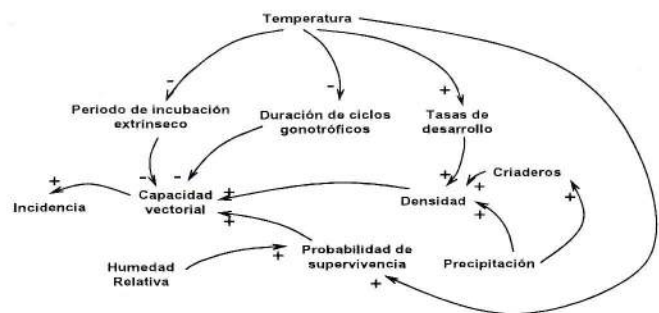 Temperatura
Periodo de incubación
extrínseco
Duración de ciclos
gonotróficos
Tasas de
desarrollo
Criaderos
Incidencia
Capacidad
vectorial
Densidad
Humedad
Relativa
Probabilidad de
supervivencia
Precipitación